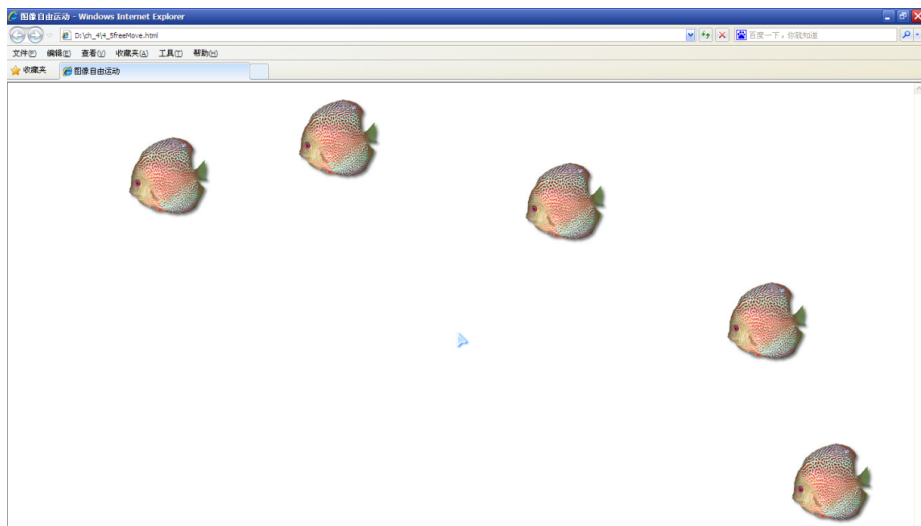 图像自由运动 - Windows Internet Explorer
D:\ch_4\4_5freeMove.html
百度一下，你就知道
文件(F) 编辑(E) 查看(V) 收藏夹(A) 工具(T) 帮助(H)
收藏夹 图像自由运动